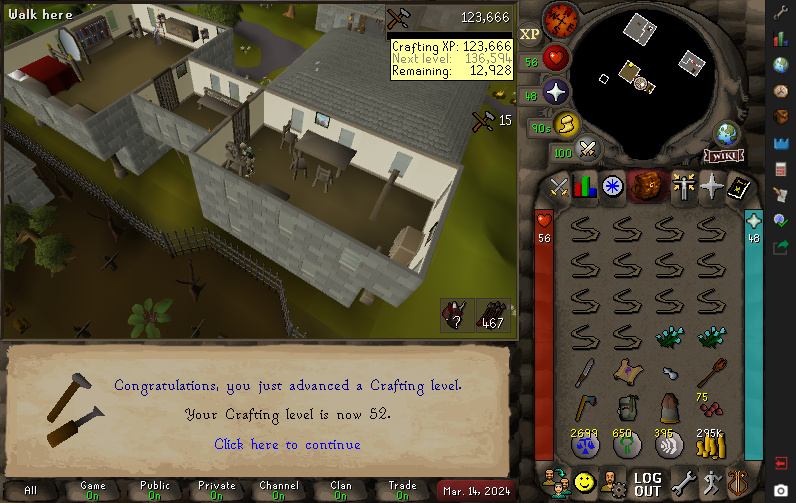 Walk here
123,666
Crafting XP: 123,666
Next level: 136,594
Remaining: 12,928
15
?
467
Congratulations, you just advanced a Crafting level.
Your Crafting level is now 52.
Click here to continue
All
Game
On
Public
On
Private
On
Channel
On
Clan
On
Trade
On
Mar. 14, 2024
XP
56
48
90s
100
WIKI
56
48
75
2699
650
395
295K
LOG
OUT